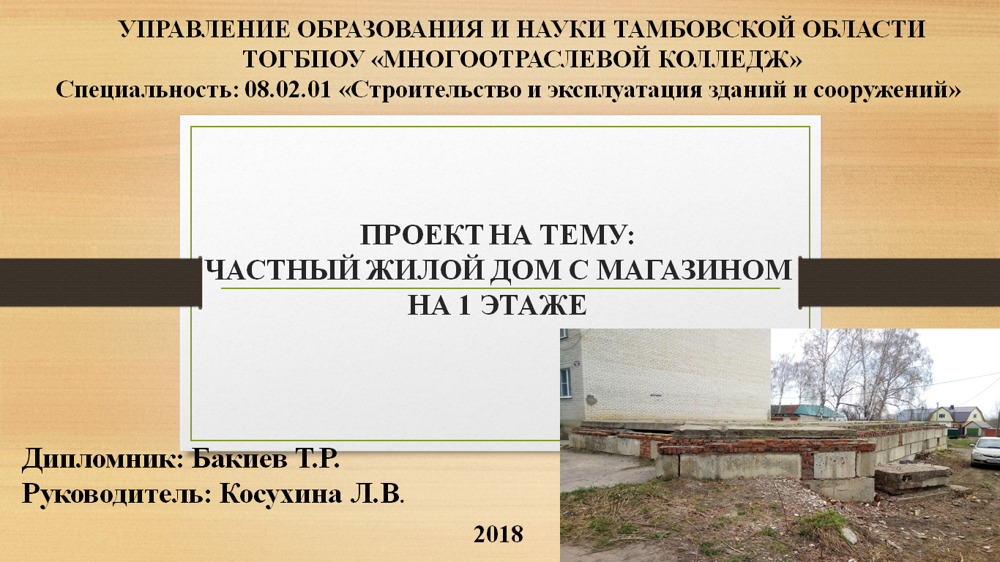 УПРАВЛЕНИЕ ОБРАЗОВАНИЯ И НАУКИ ТАМБОВСКОЙ ОБЛАСТИ
ТОГБПОУ «МНОГООТРАСЛЕВОЙ КОЛЛЕДЖ»
Специальность: 08.02.01 «Строительство и эксплуатация зданий и сооружений»
ПРОЕКТ НА ТЕМУ:
ЧАСТНЫЙ ЖИЛОЙ ДОМ С МАГАЗИНОМ
НА 1 ЭТАЖЕ
Дипломник: Бакиев Т.Р.
Руководитель: Косухина Л.В.
2018